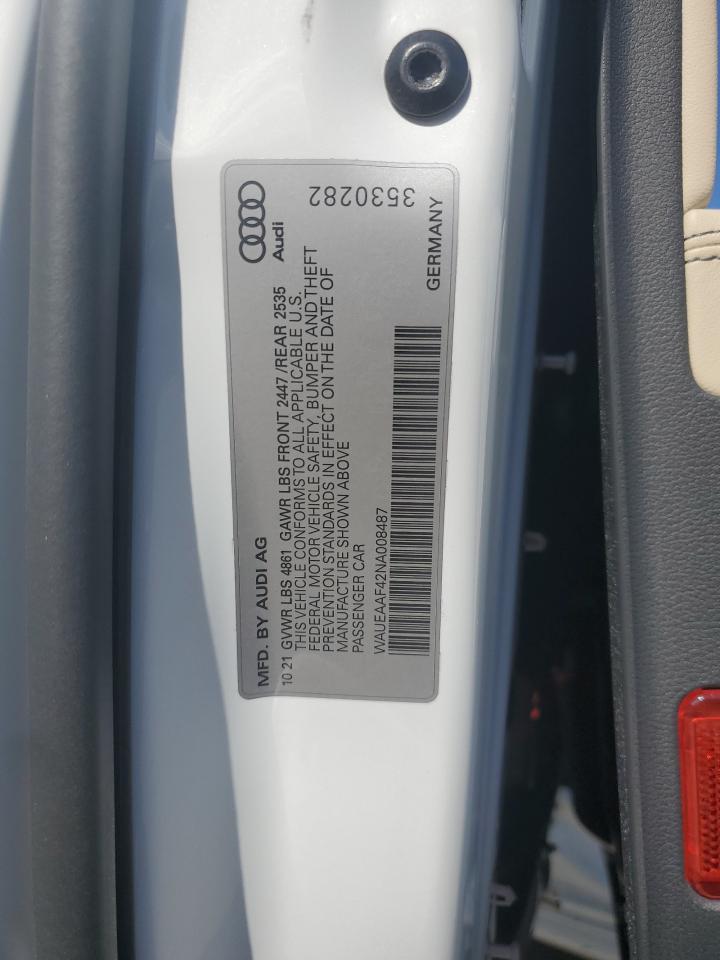 MFD. BY AUDI AG
Audi
10 21 GVWR LBS 4861 GAWR LBS FRONT 2447/REAR 2535
THIS VEHICLE CONFORMS TO ALL APPLICABLE U.S.
FEDERAL MOTOR VEHICLE SAFETY, BUMPER AND THEFT
PREVENTION STANDARDS IN EFFECT ON THE DATE OF
MANUFACTURE SHOWN ABOVE
PASSENGER CAR
3530282
WAUEAAF42NA008487
GERMANY